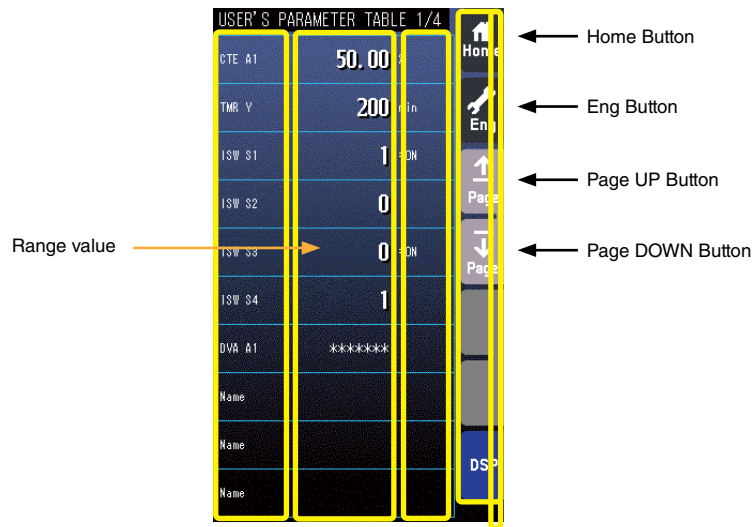 USER'S PARAMETER TABLE 1/4
Home
Home Button
CTE A1 50.00 %
TMR Y 200 min
Eng
Eng Button
ISW S1 1 =ON
Page
Page UP Button
ISW S2 0
Range value
ISW S3 0 =ON
Page
Page DOWN Button
ISW S4 1
DVA A1 *******
Name
Name
DSP
Name